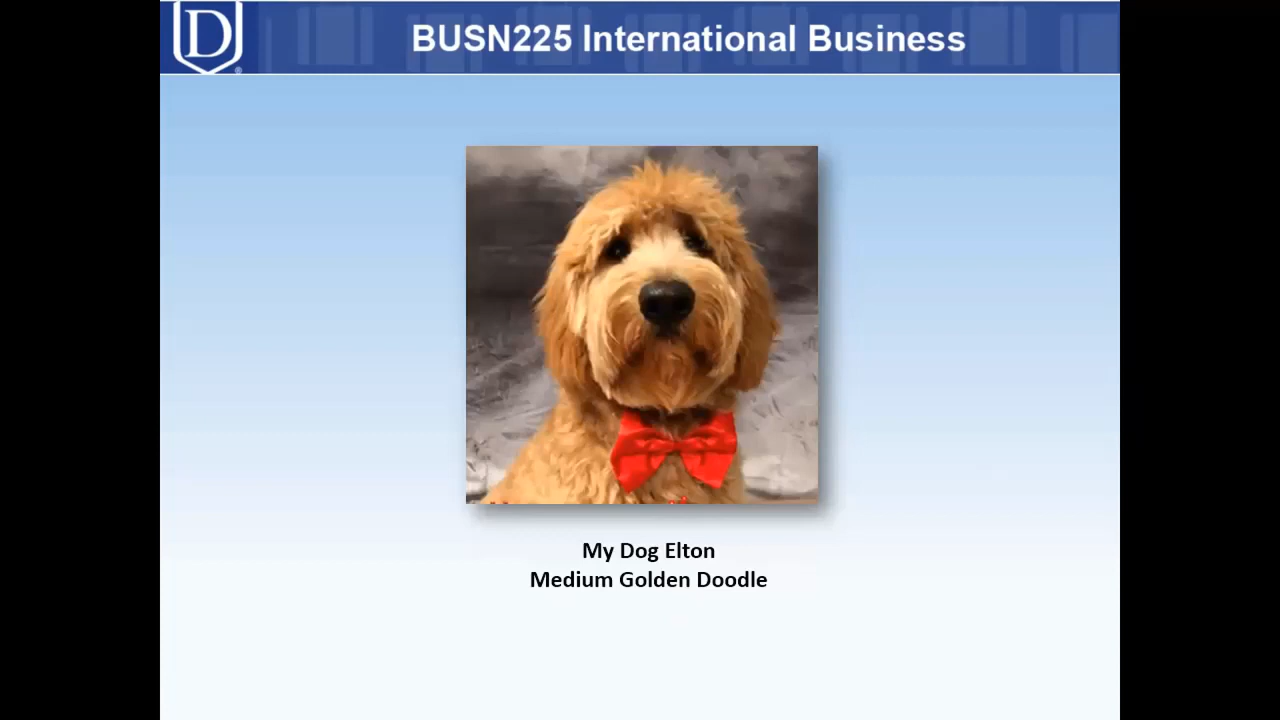 D
®
BUSN225 International Business
My Dog Elton
Medium Golden Doodle